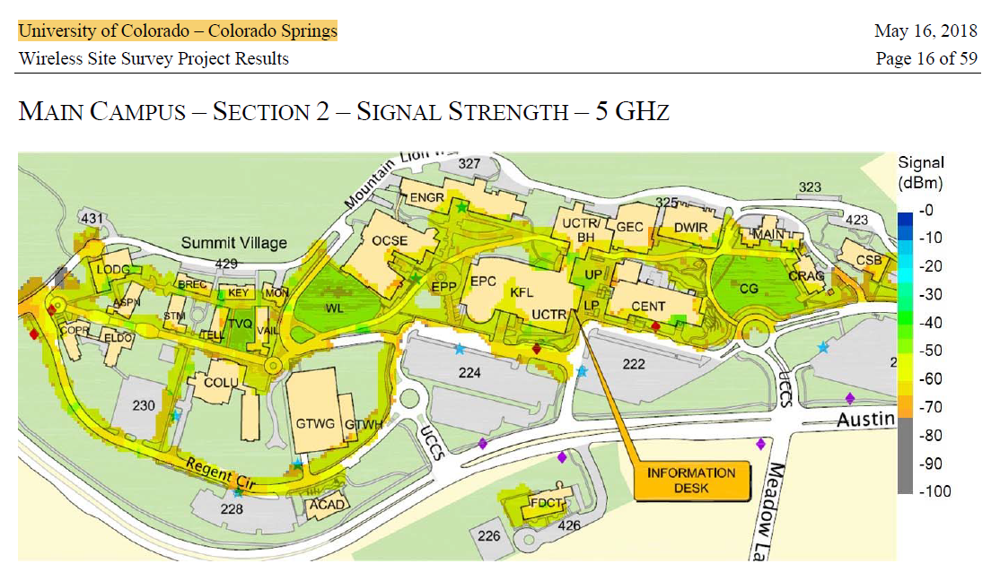 University of Colorado – Colorado Springs
May 16, 2018
Wireless Site Survey Project Results
Page 16 of 59
MAIN CAMPUS – SECTION 2 – SIGNAL STRENGTH – 5 GHZ
Signal
(dBm)
-0
-10
-20
-30
-40
-50
-60
-70
-80
-90
-100
Mountain Lion
327
323
431
ENGR
325
UCTR/
BH
GEC
DWIR
423
Summit Village
OCSE
MAIN
429
CSB
LODG
BREC
KEY
MON
EPP
EPC
KFL
UP
CRAG
CG
ASPN
STM
WL
UCTR
LP
CENT
COPR
ELDO
TELL
TVQ
VAIL
224
222
2
COLU
230
GTWG
GTWH
UCCS
UCCS
Austin
Regent Cir
INFORMATION
DESK
Meadow La
228
ACAD
FDCT
426
226